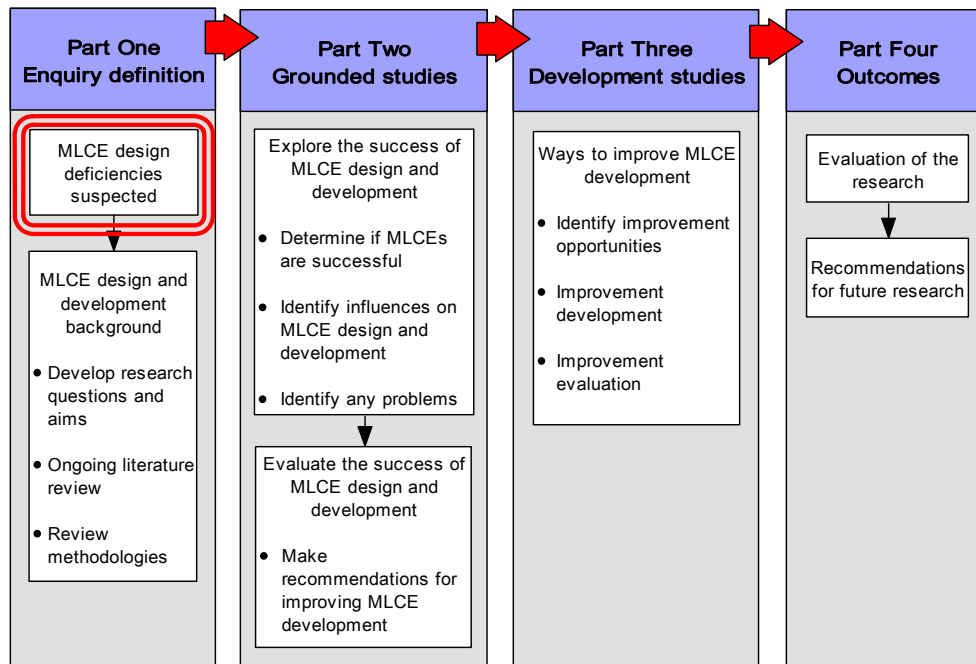 Part One
Enquiry definition
MLCE design
deficiencies
suspected
MLCE design and
development
background
• Develop research
questions and
aims
• Ongoing literature
review
• Review
methodologies
Part Two
Grounded studies
Explore the success of
MLCE design and
development
• Determine if MLCEs
are successful
• Identify influences on
MLCE design and
development
• Identify any problems
Evaluate the success of
MLCE design and
development
• Make
recommendations for
improving MLCE
development
Part Three
Development studies
Ways to improve MLCE
development
• Identify improvement
opportunities
• Improvement
development
• Improvement
evaluation
Part Four
Outcomes
Evaluation of the
research
Recommendations
for future research